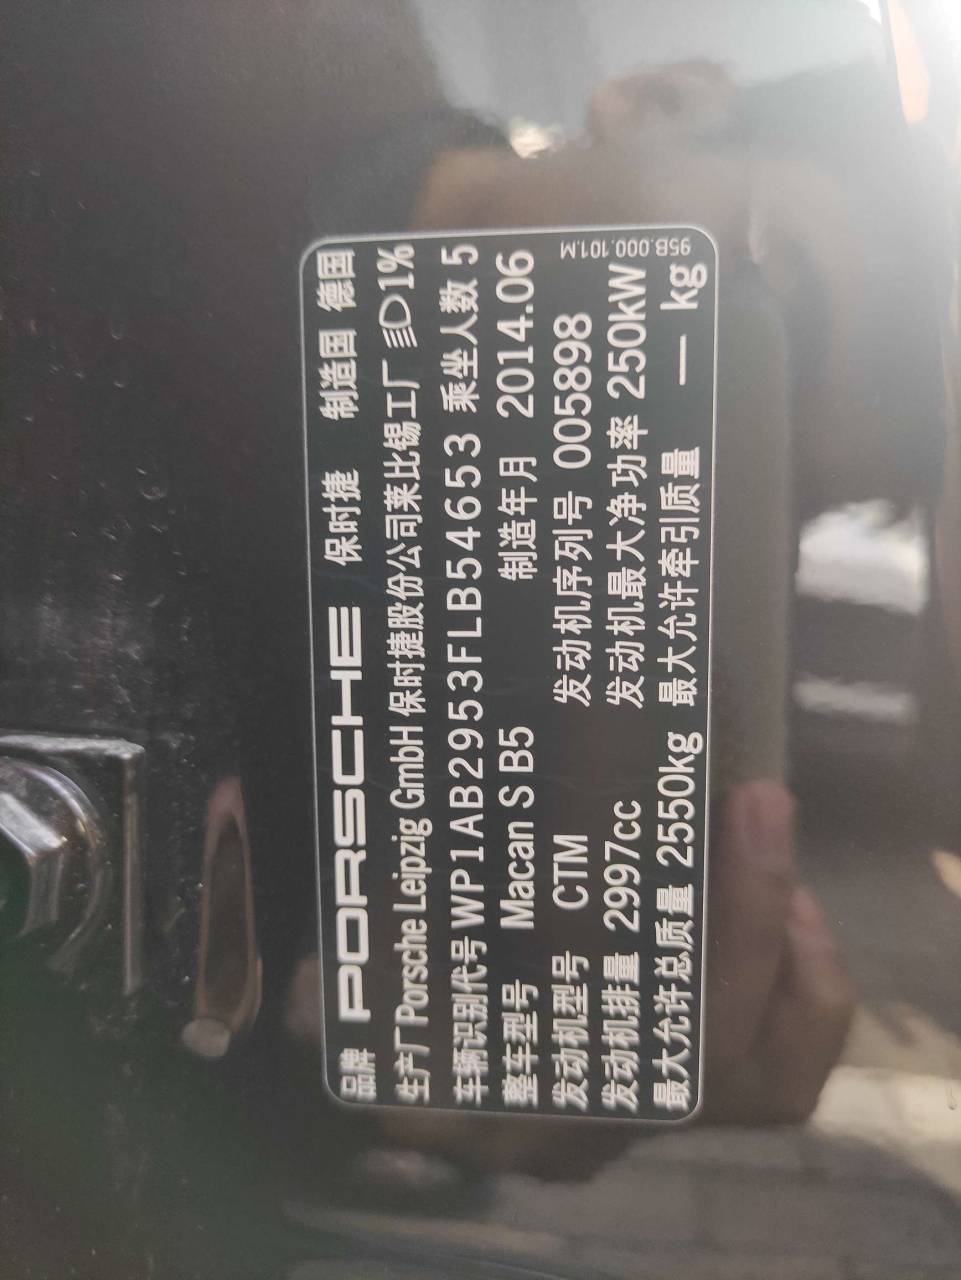 品牌 PORSCHE 保时捷 制造国 德国
生产厂 Porsche Leipzig GmbH 保时捷股份公司莱比锡工厂 1%
车辆识别代号 WP1AB2953FLB54653 乘坐人数 5
整车型号 Macan S B5 制造年月 2014.06
发动机型号 CTM 发动机序列号 005898
发动机排量 2997cc 发动机最大净功率 250kW
最大允许总质量 2550kg 最大允许牵引质量 — kg
95B.000.101.M